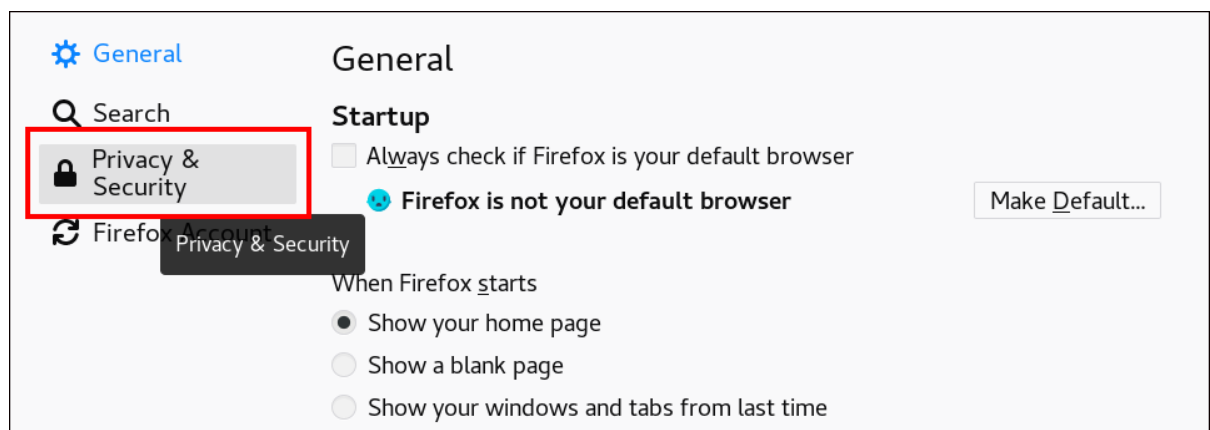 General
Search
Privacy &
Security
Firefox Account
Privacy & Security
General
Startup
Always check if Firefox is your default browser
Firefox is not your default browser
Make Default...
When Firefox starts
Show your home page
Show a blank page
Show your windows and tabs from last time